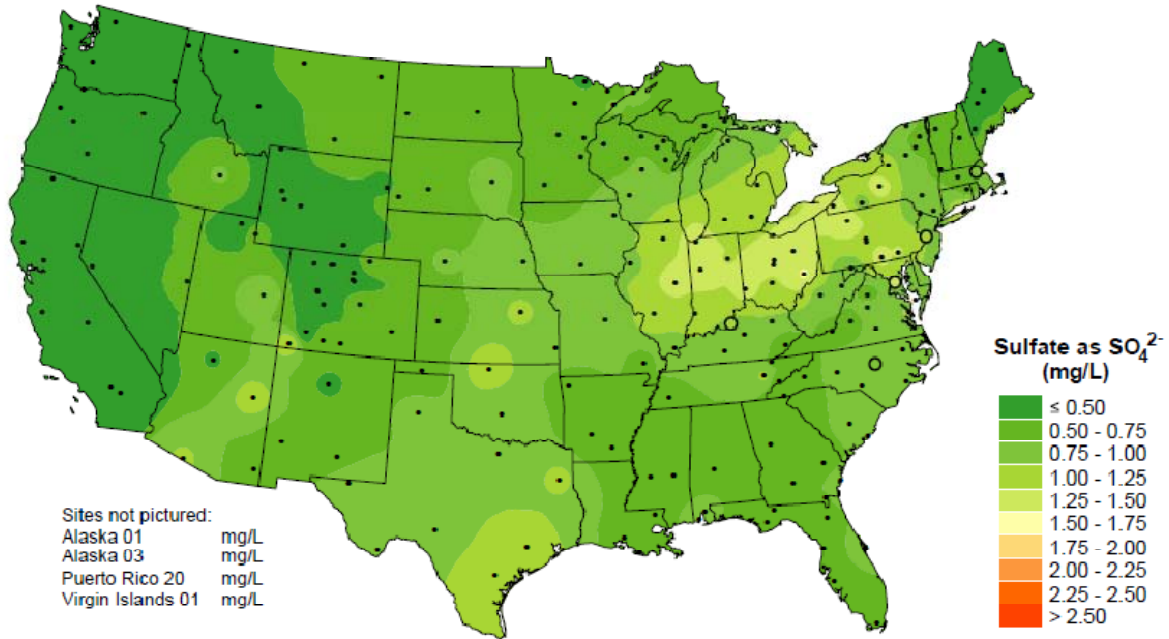 Sulfate as SO₄²⁻
(mg/L)
≤ 0.50
0.50 - 0.75
0.75 - 1.00
1.00 - 1.25
1.25 - 1.50
1.50 - 1.75
1.75 - 2.00
2.00 - 2.25
2.25 - 2.50
> 2.50
Sites not pictured:
Alaska 01 mg/L
Alaska 03 mg/L
Puerto Rico 20 mg/L
Virgin Islands 01 mg/L